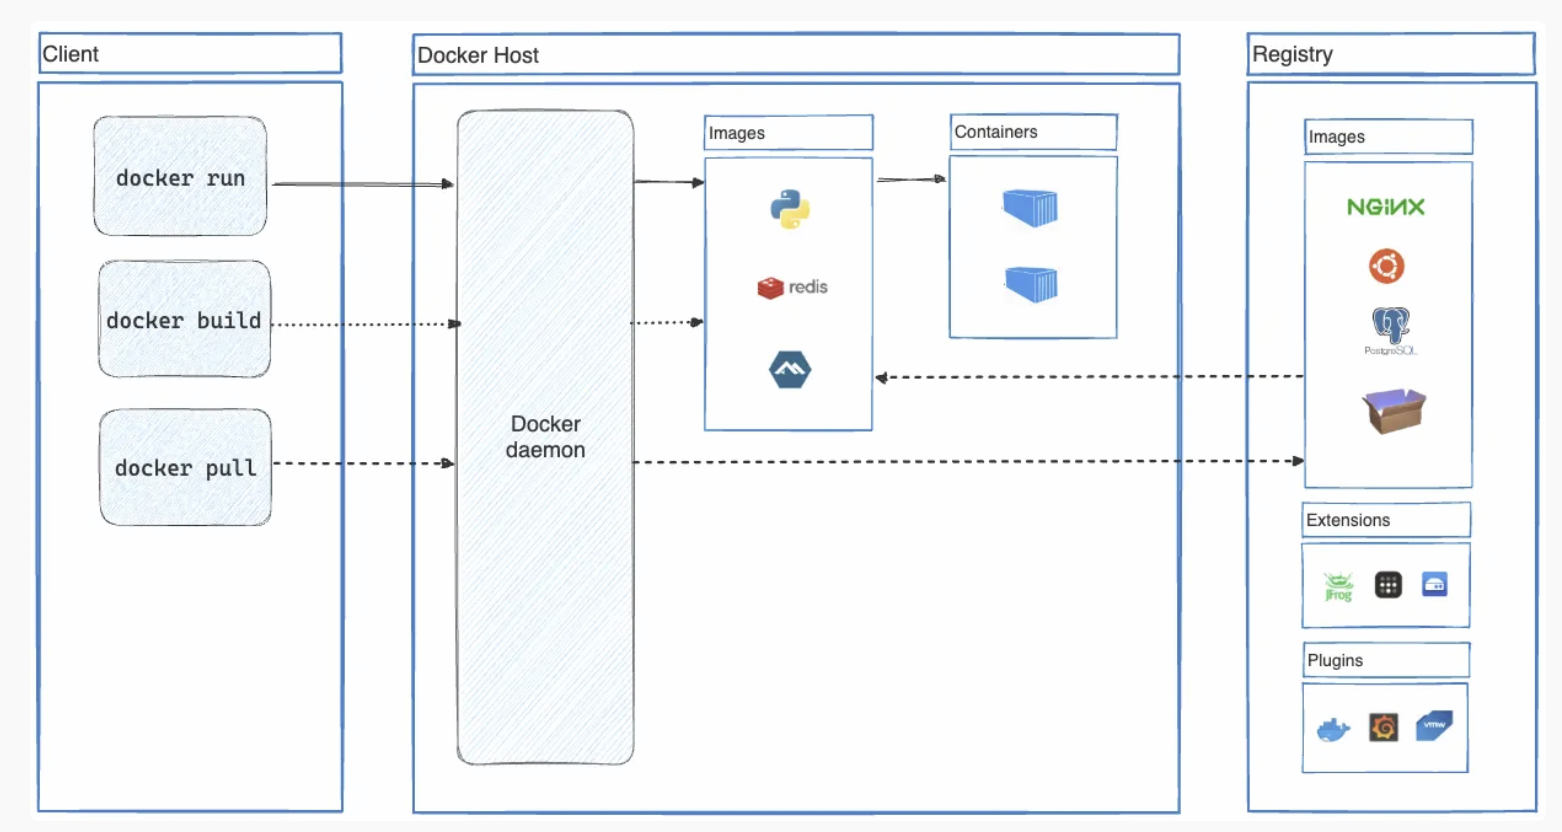 Client
docker run
docker build
docker pull
Docker Host
Docker
daemon
Images
redis
Containers
Registry
Images
NGiNX
PostgreSQL
Extensions
JFrog
Plugins
vmw